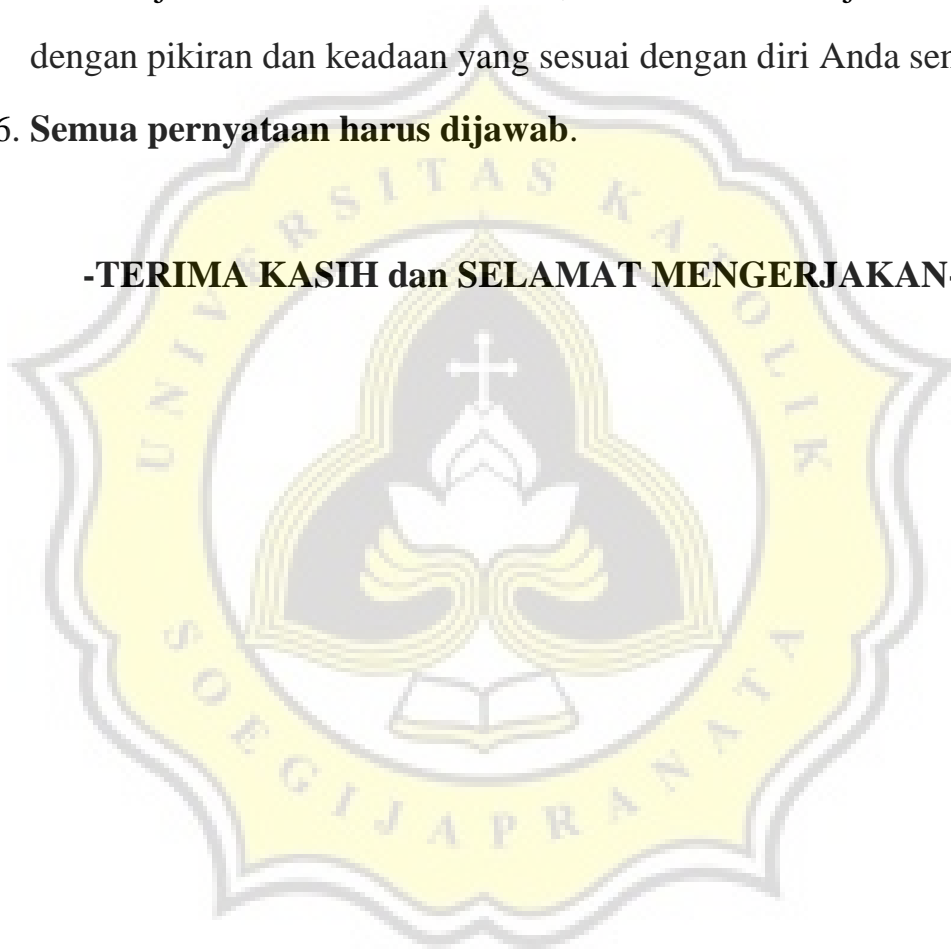 dengan pikiran dan keadaan yang sesuai dengan diri Anda
6. Semua pernyataan harus dijawab.
-TERIMA KASIH dan SELAMAT MENGERJAKAN-
UNIVERSITAS KATOLIK
SOEGIJAPRANATA